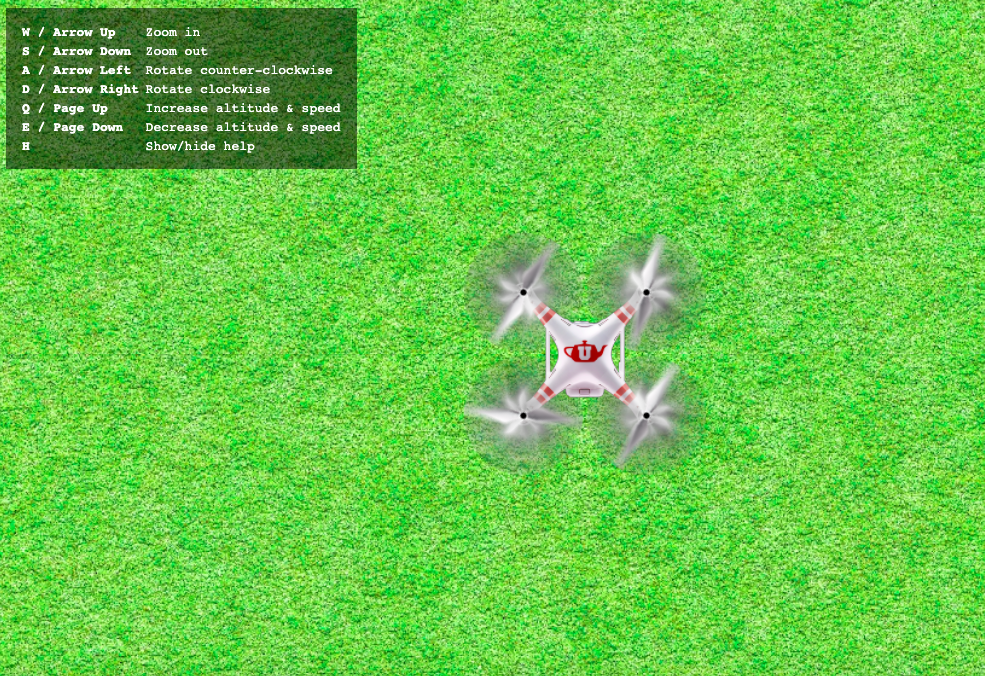 W / Arrow Up Zoom in
S / Arrow Down Zoom out
A / Arrow Left Rotate counter-clockwise
D / Arrow Right Rotate clockwise
Q / Page Up Increase altitude & speed
E / Page Down Decrease altitude & speed
H Show/hide help
U